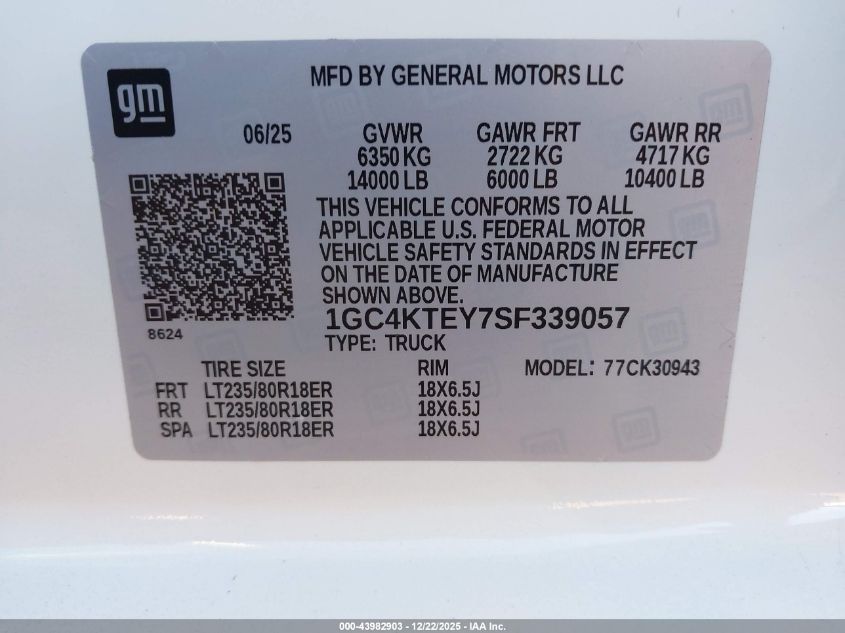 gm
MFD BY GENERAL MOTORS LLC
06/25 GVWR GAWR FRT GAWR RR
6350 KG 2722 KG 4717 KG
14000 LB 6000 LB 10400 LB
THIS VEHICLE CONFORMS TO ALL
APPLICABLE U.S. FEDERAL MOTOR
VEHICLE SAFETY STANDARDS IN EFFECT
ON THE DATE OF MANUFACTURE
SHOWN ABOVE.
8624
1GC4KTEY7SF339057
TYPE: TRUCK
TIRE SIZE RIM MODEL: 77CK30943
FRT LT235/80R18ER 18X6.5J
RR LT235/80R18ER 18X6.5J
SPA LT235/80R18ER 18X6.5J
000-43982903 - 12/22/2025 - IAA Inc.